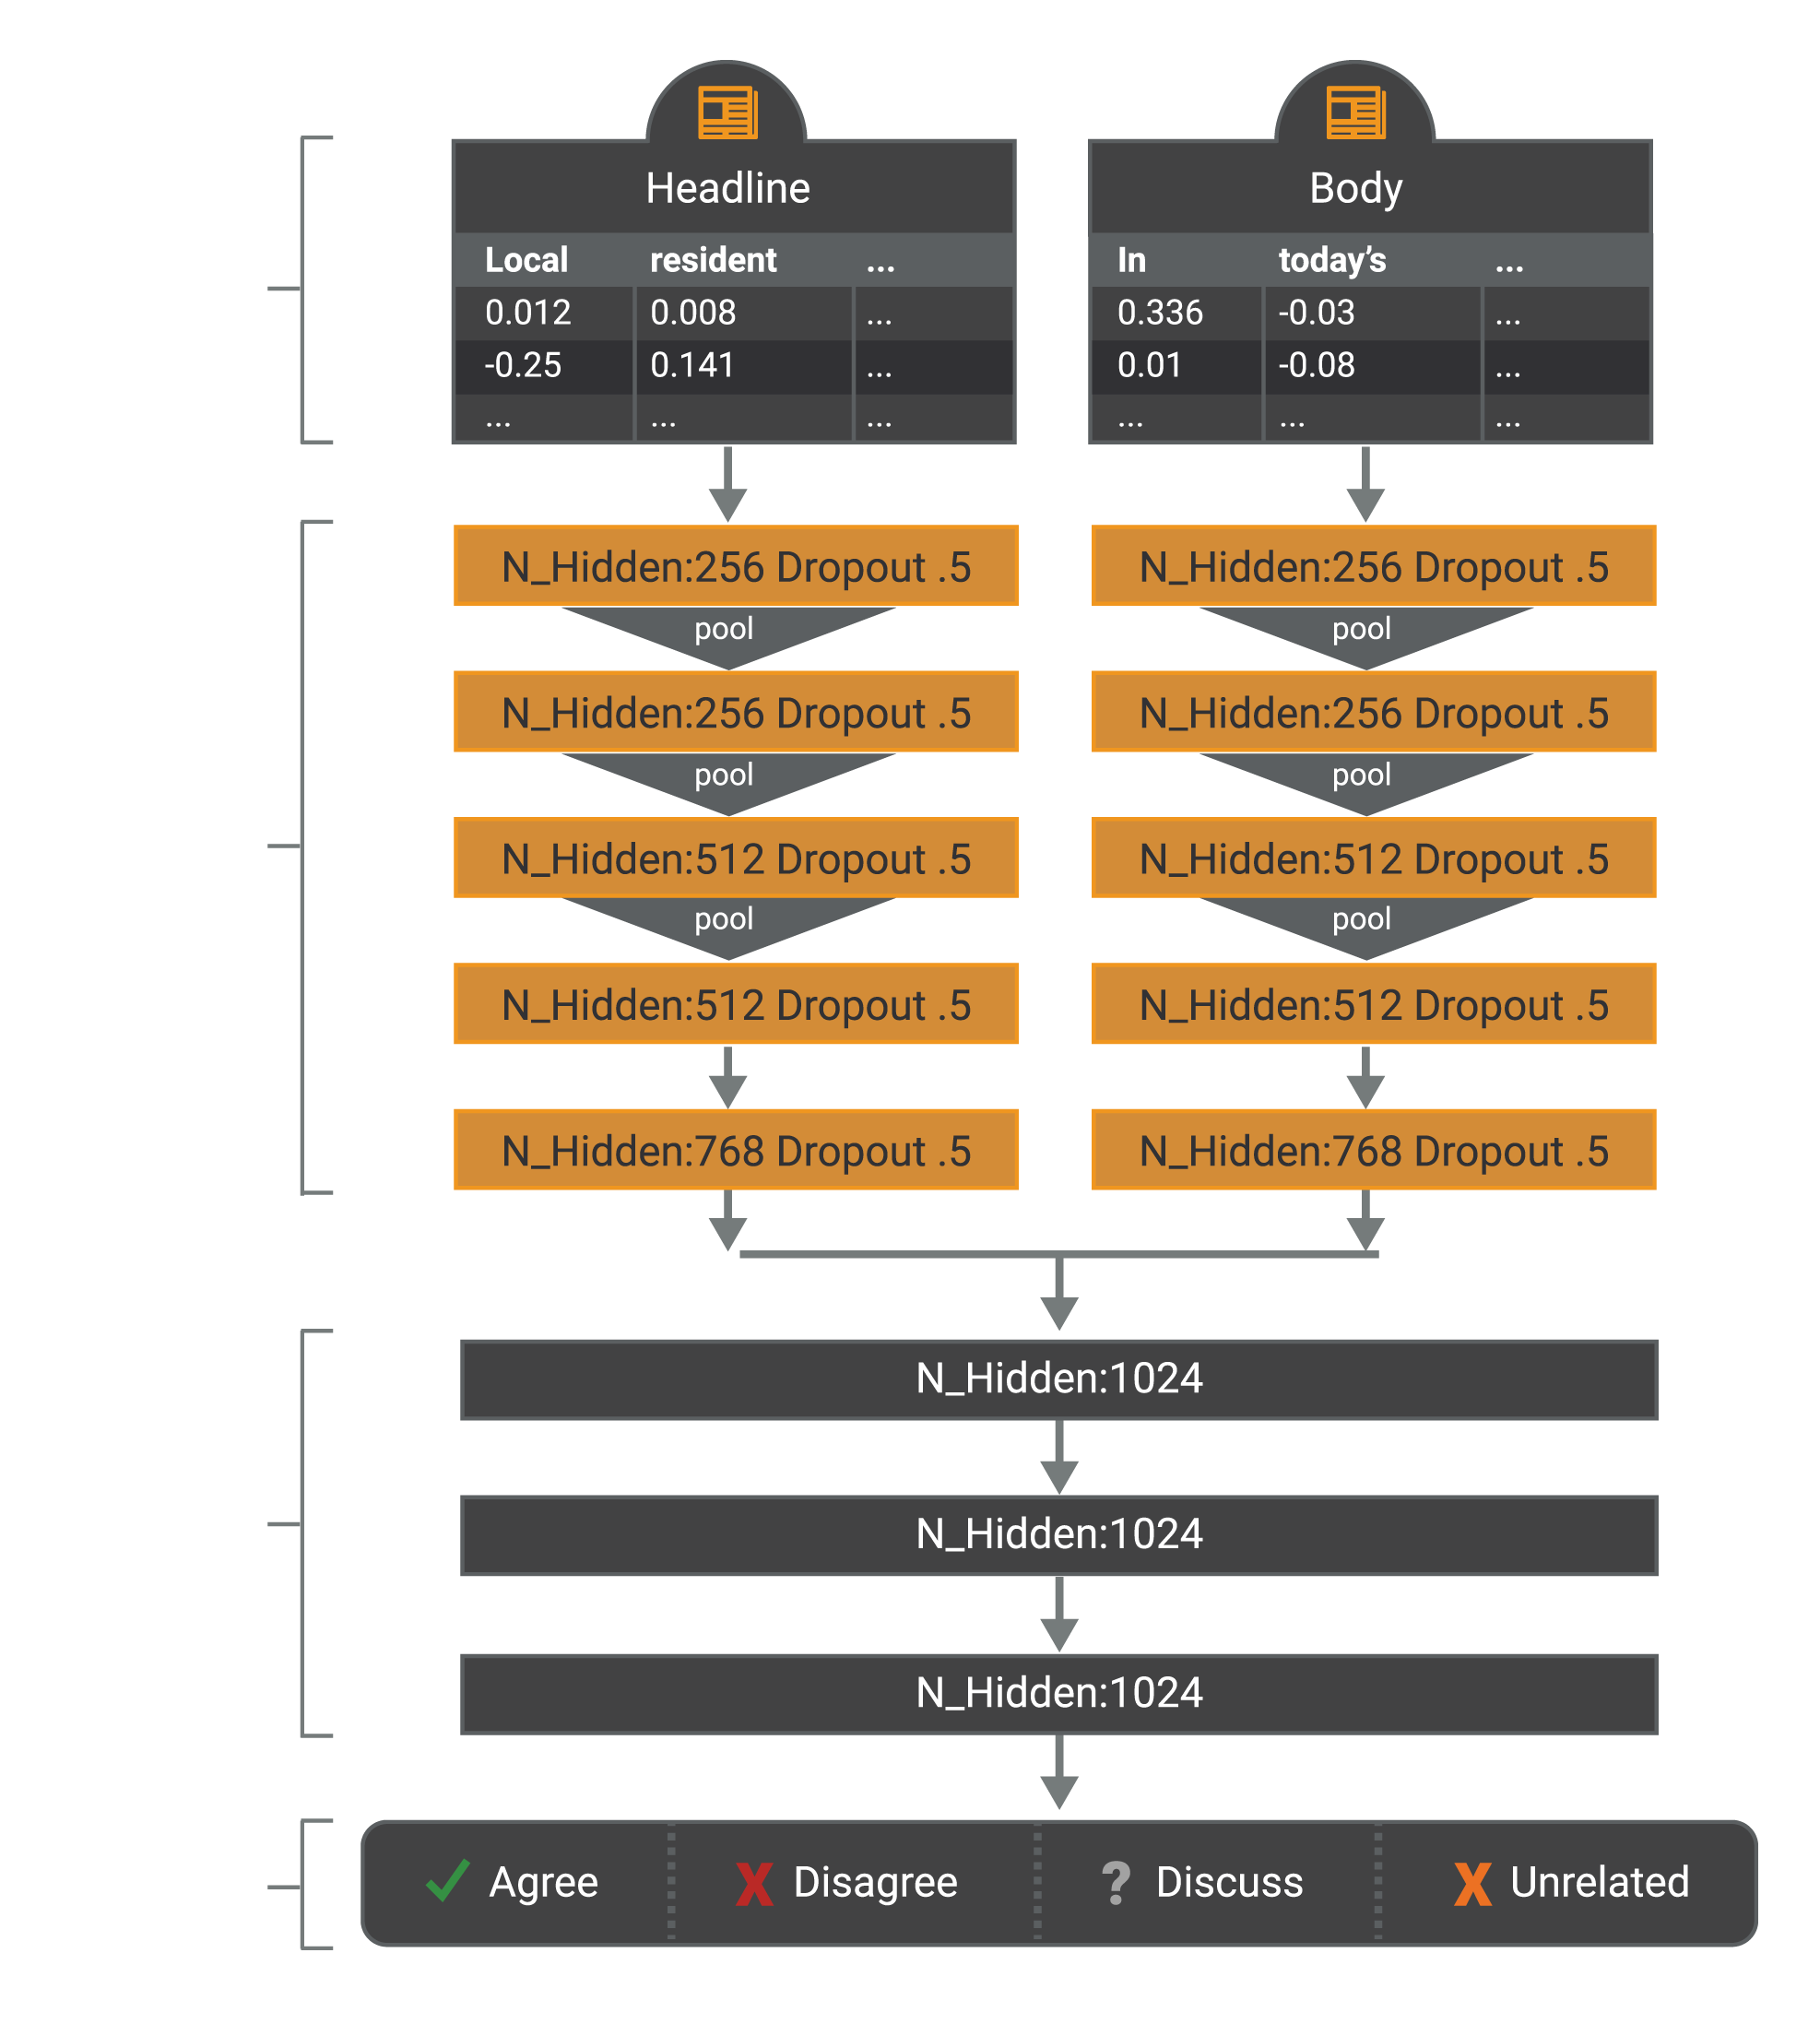 Headline
Local resident ...
0.012 0.008 ...
-0.25 0.141 ...
... ... ...
Body
In today’s ...
0.336 -0.03 ...
0.01 -0.08 ...
... ... ...
N_Hidden:256 Dropout .5
pool
N_Hidden:256 Dropout .5
pool
N_Hidden:512 Dropout .5
pool
N_Hidden:512 Dropout .5
N_Hidden:768 Dropout .5
N_Hidden:256 Dropout .5
pool
N_Hidden:256 Dropout .5
pool
N_Hidden:512 Dropout .5
pool
N_Hidden:512 Dropout .5
N_Hidden:768 Dropout .5
N_Hidden:1024
N_Hidden:1024
N_Hidden:1024
Agree
Disagree
? Discuss
Unrelated